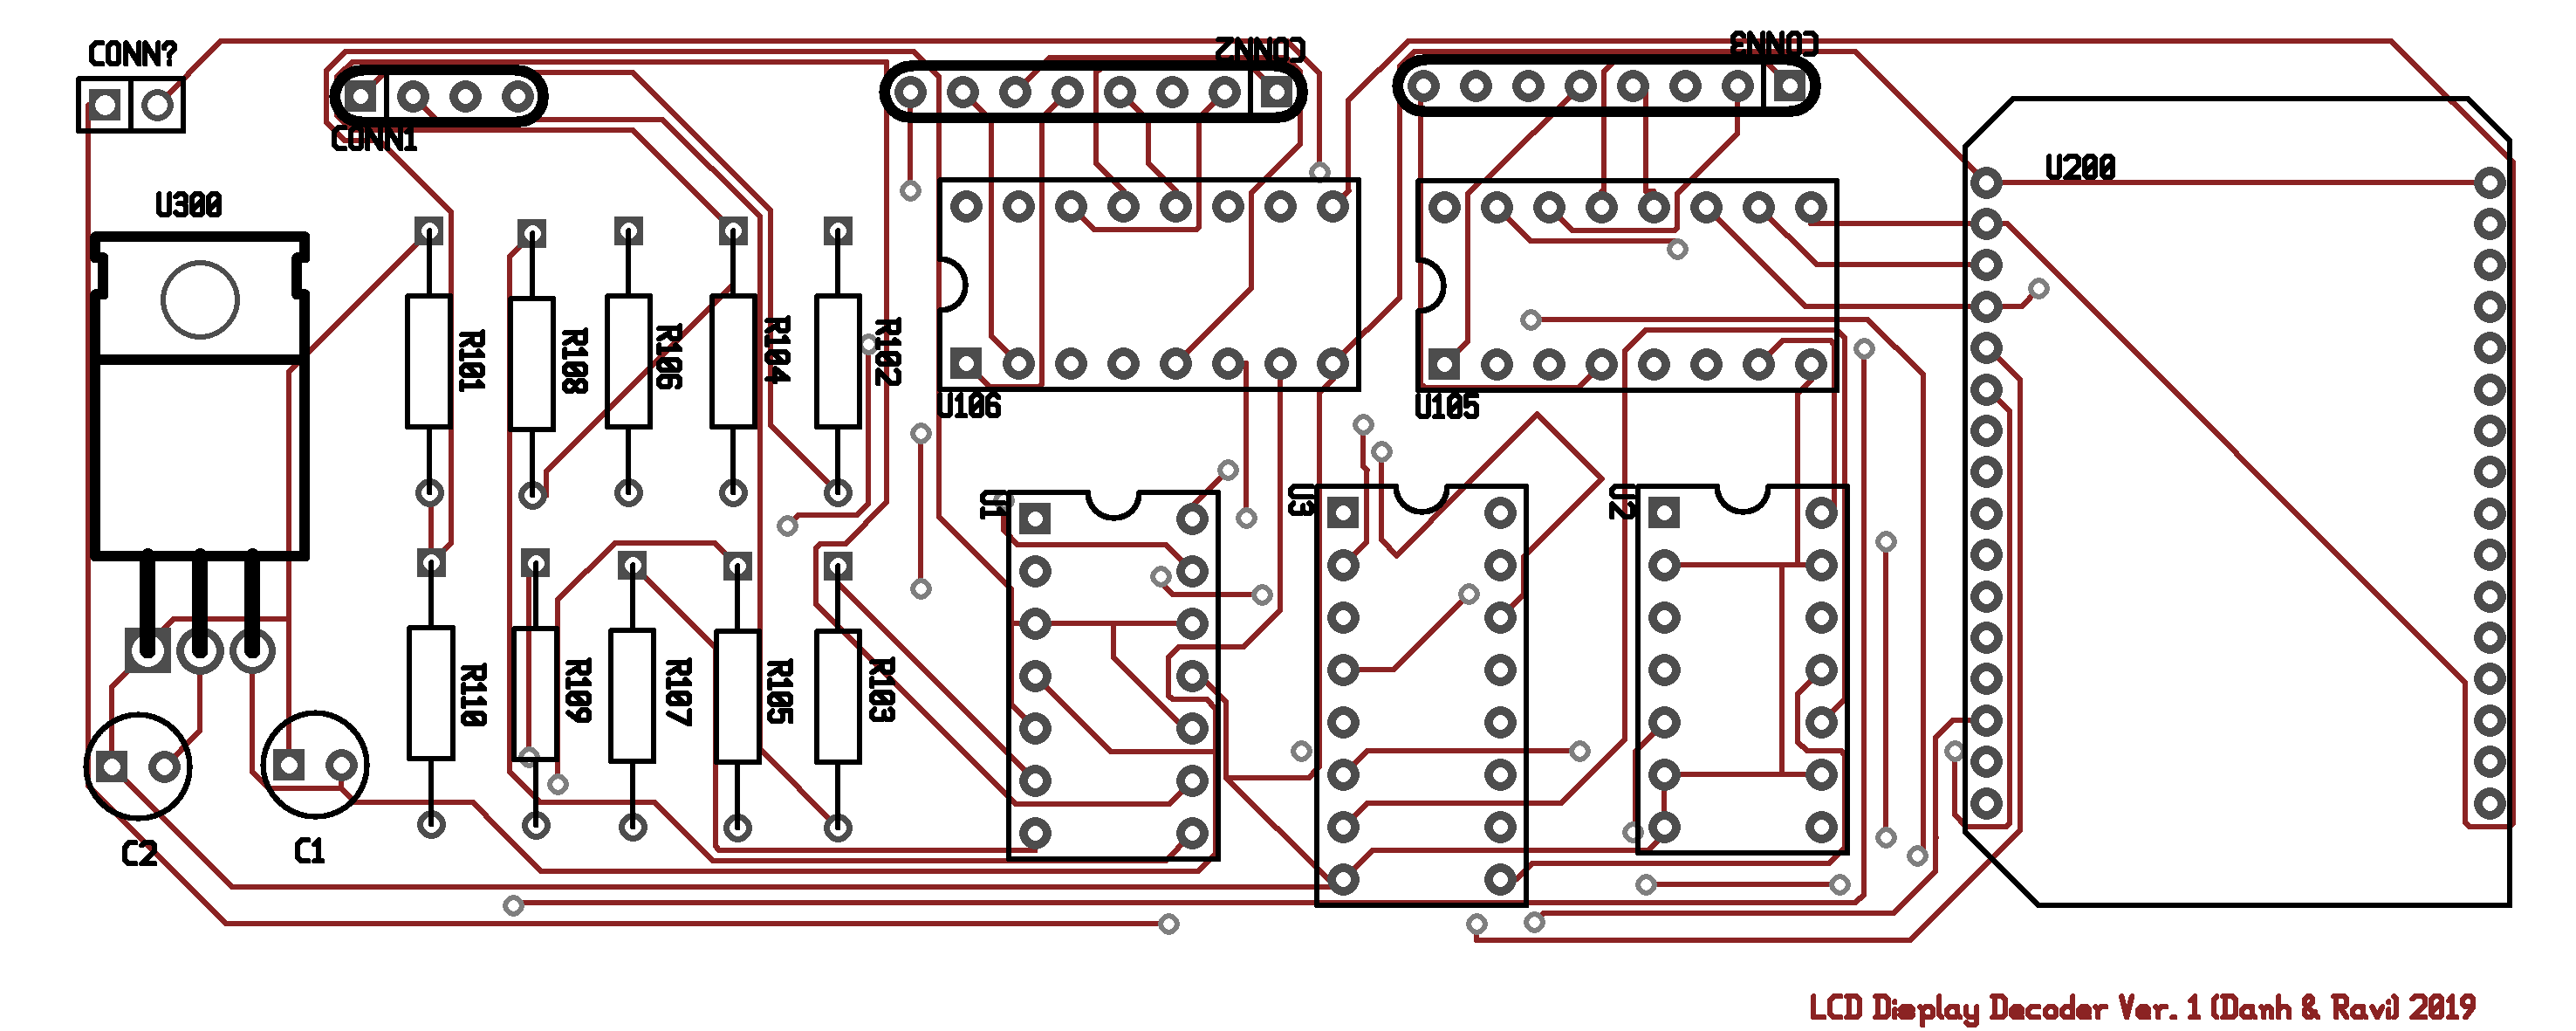 CONN?
CONN1
CONN2
CONN3
U200
U300
R101
R108
R106
R104
R102
U106
U105
U1
U3
U2
R110
R109
R107
R105
R103
C2
C1
LCD Display Decoder Ver. 1 (Danh & Ravi) 2019